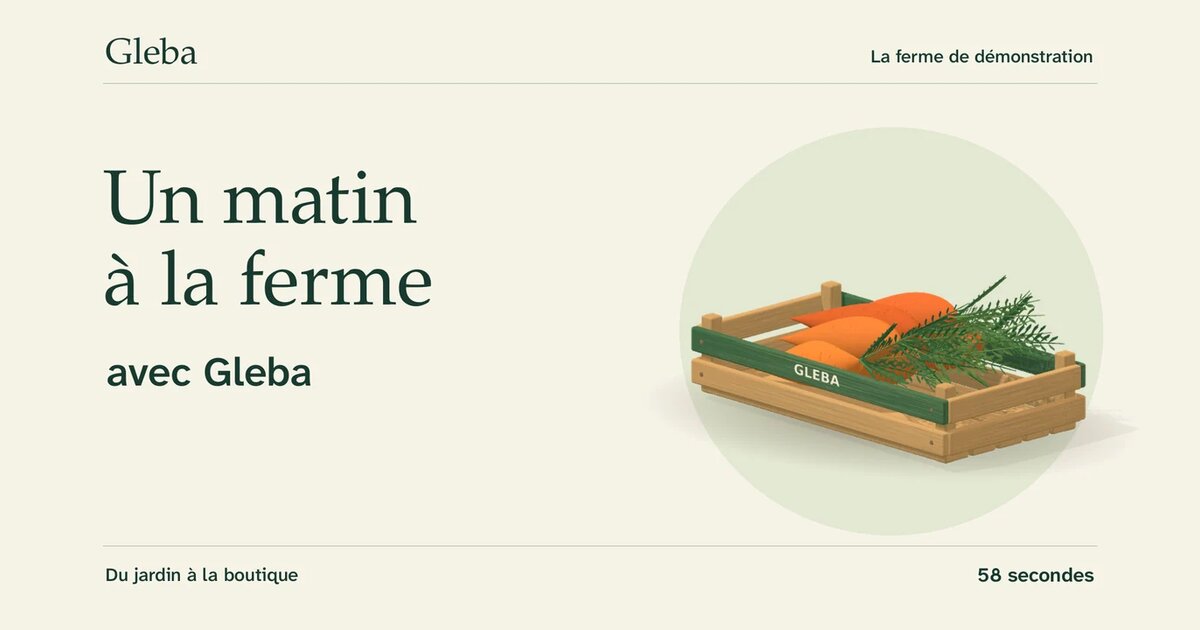 Gleba
La ferme de démonstration
Un matin
à la ferme
avec Gleba
GLEBA
Du jardin à la boutique
58 secondes